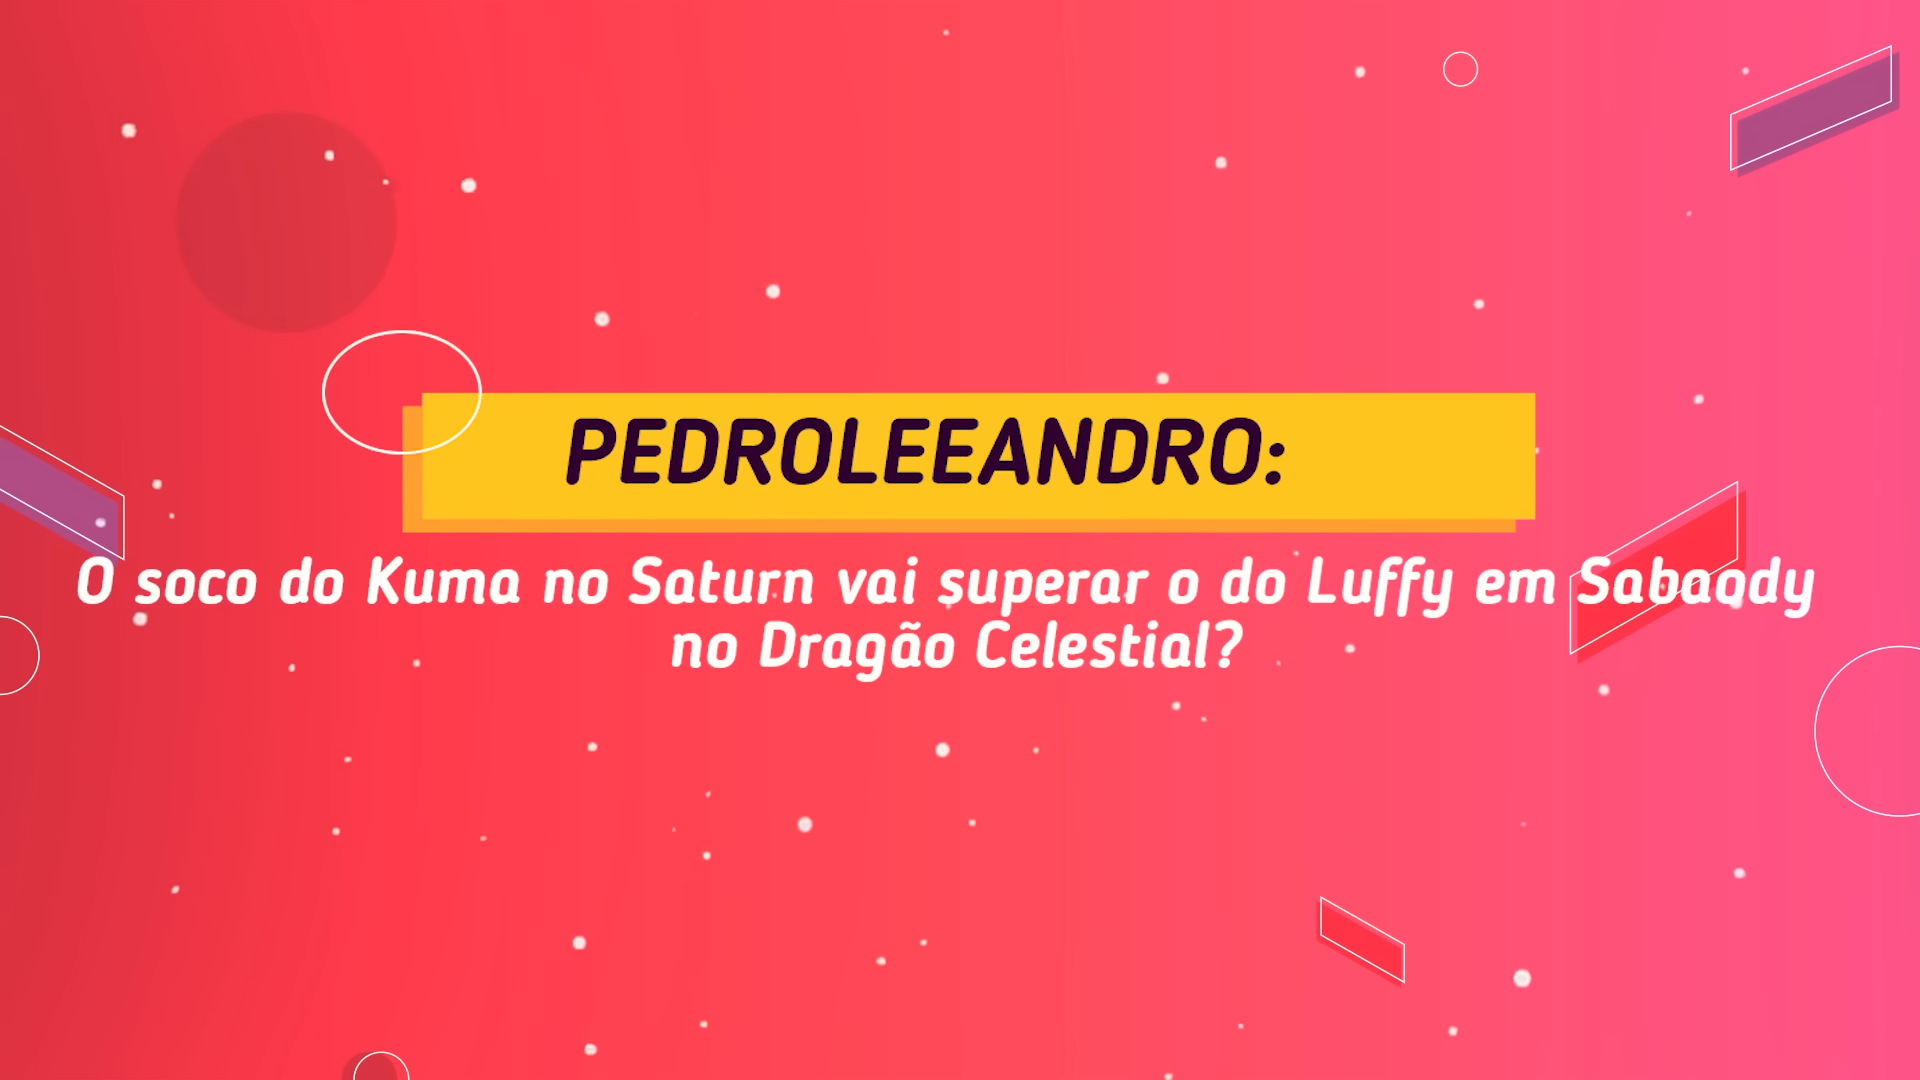 PEDROLEEANDRO:
O soco do Kuma no Saturn vai superar o do Luffy em Sabaody
no Dragão Celestial?